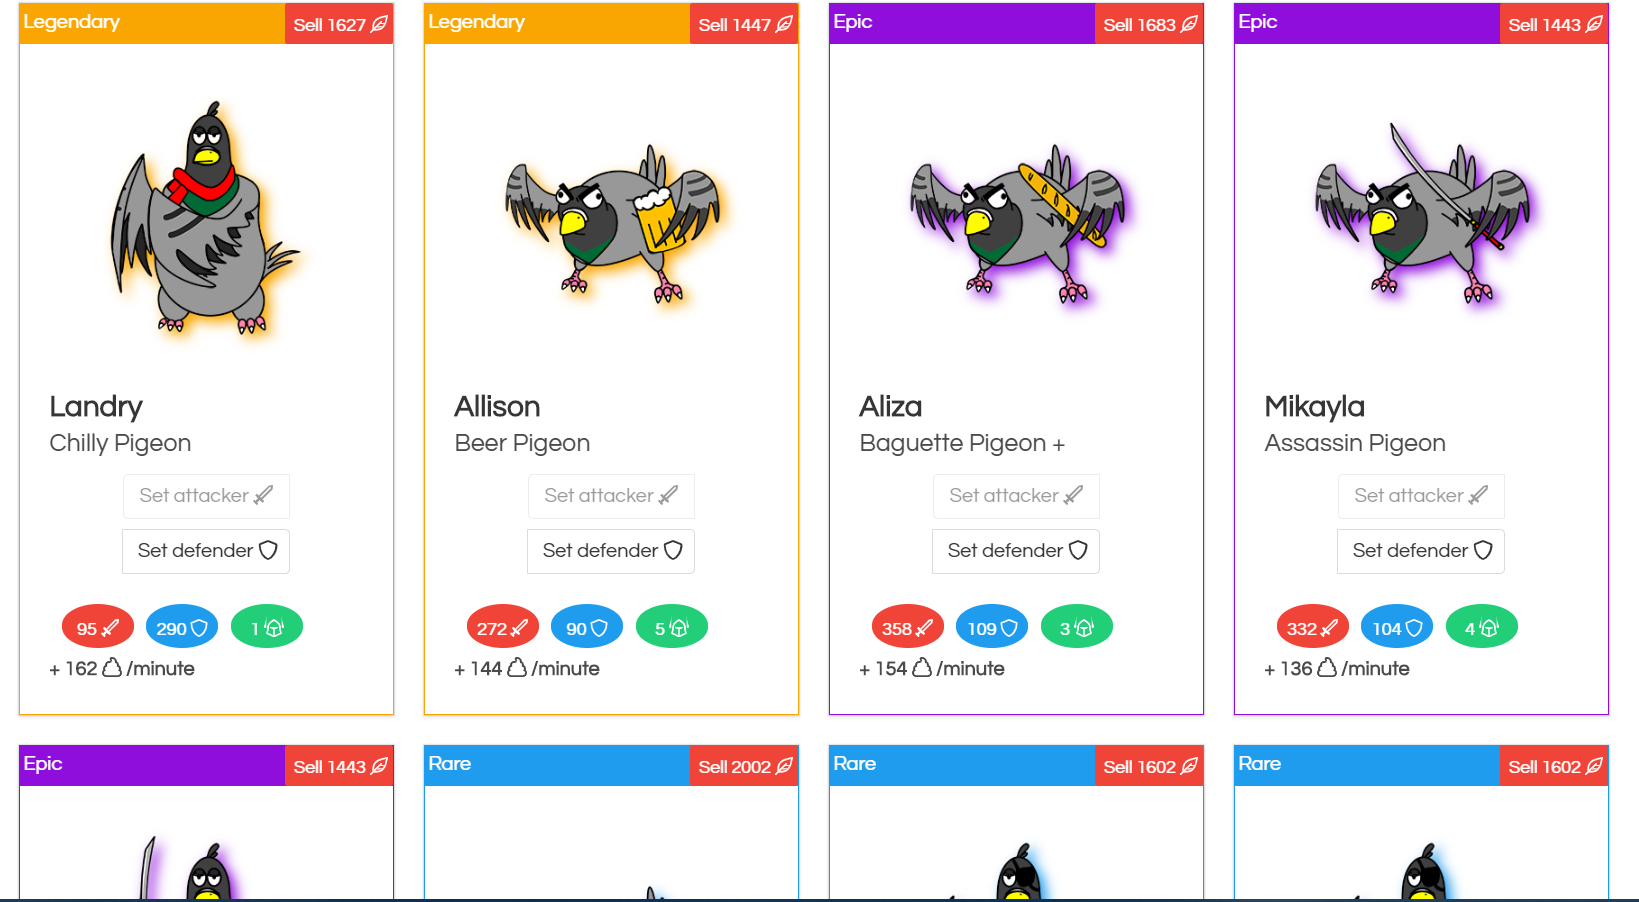 Legendary
Sell 1627
Landry
Chilly Pigeon
Set attacker
Set defender
95
290
1
+ 162 /minute
Legendary
Sell 1447
Allison
Beer Pigeon
Set attacker
Set defender
272
90
5
+ 144 /minute
Epic
Sell 1683
Aliza
Baguette Pigeon +
Set attacker
Set defender
358
109
3
+ 154 /minute
Epic
Sell 1443
Mikayla
Assassin Pigeon
Set attacker
Set defender
332
104
4
+ 136 /minute
Epic
Sell 1443
Rare
Sell 2002
Rare
Sell 1602
Rare
Sell 1602